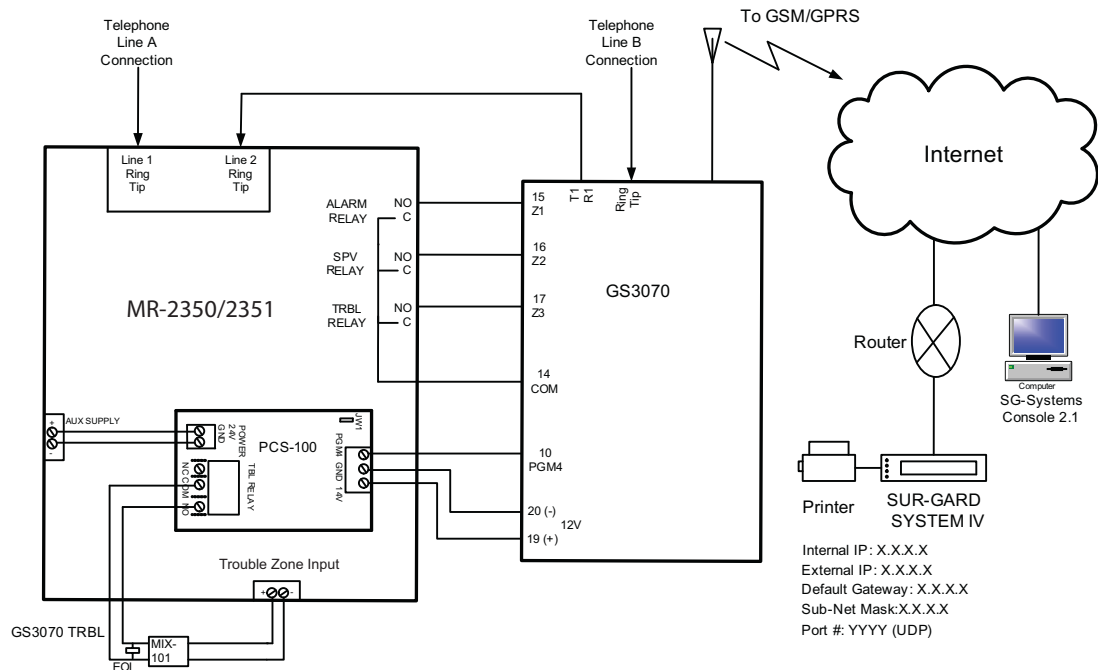 Telephone
Line A
Connection
Telephone
Line B
Connection
To GSM/GPRS
Line 1
Ring
Tip
Line 2
Ring
Tip
T1
R1
Ring
Tip
Internet
ALARM
RELAY
NO
C
15
Z1
SPV
RELAY
NO
C
16
Z2
MR-2350/2351
TRBL
RELAY
NO
C
17
Z3
GS3070
14
COM
Router
Computer
SG-Systems
Console 2.1
AUX SUPPLY
+
-
POWER
24V
GND
PCS-100
JW1
PGM4 GND 14V
TBL RELAY
NC COM NO
10
PGM4
20 (-)
12V
19 (+)
Printer
SUR-GARD
SYSTEM IV
Internal IP: X.X.X.X
External IP: X.X.X.X
Default Gateway: X.X.X.X
Sub-Net Mask:X.X.X.X
Port #: YYYY (UDP)
Trouble Zone Input
+ -
GS3070 TRBL
MIX-
101
EOL